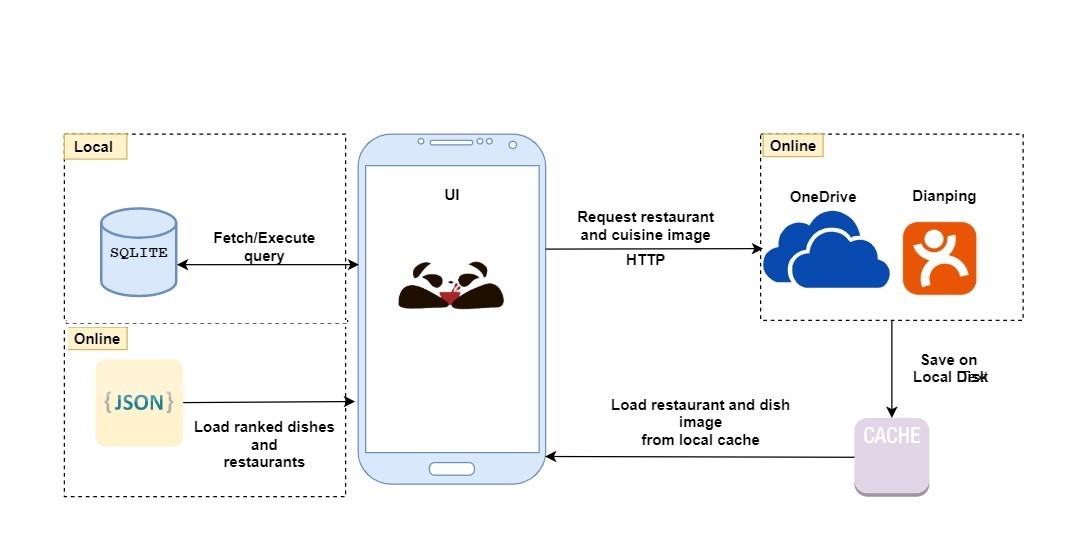 Local
SQLITE
Fetch/Execute
query
Online
{JSON}
Load ranked dishes
and
restaurants
UI
Request restaurant
and cuisine image
HTTP
Online
OneDrive
Dianping
Save on
Local Disk
CACHE
Load restaurant and dish
image
from local cache